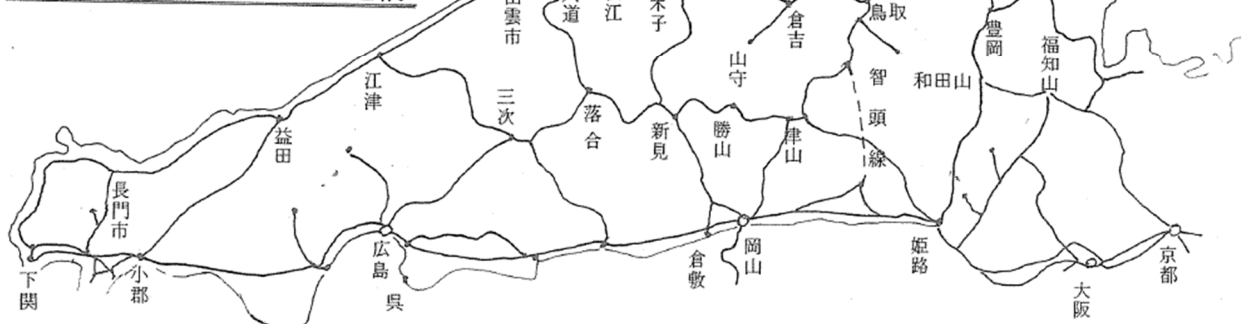 雲市
道
江
木子
倉吉
鳥取
豊岡
福知山
山守
智頭線
和田山
江津
三次
落合
新見
勝山
津山
益田
長門市
下関
小郡
広島
呉
倉敷
岡山
姫路
大阪
京都